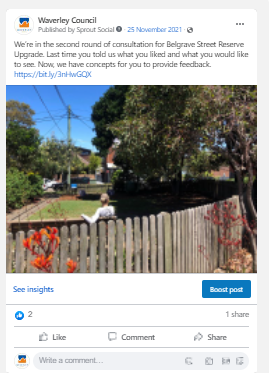 Waverley Council
Published by Sprout Social · 25 November 2021 ·
We're in the second round of consultation for Belgrave Street Reserve
Upgrade. Last time you told us what you liked and what you would like
to see. Now, we have concepts for you to provide feedback.
https://bit.ly/3nHwGQX
See insights
Boost post
2
1 share
Like
Comment
Share
Write a comment...